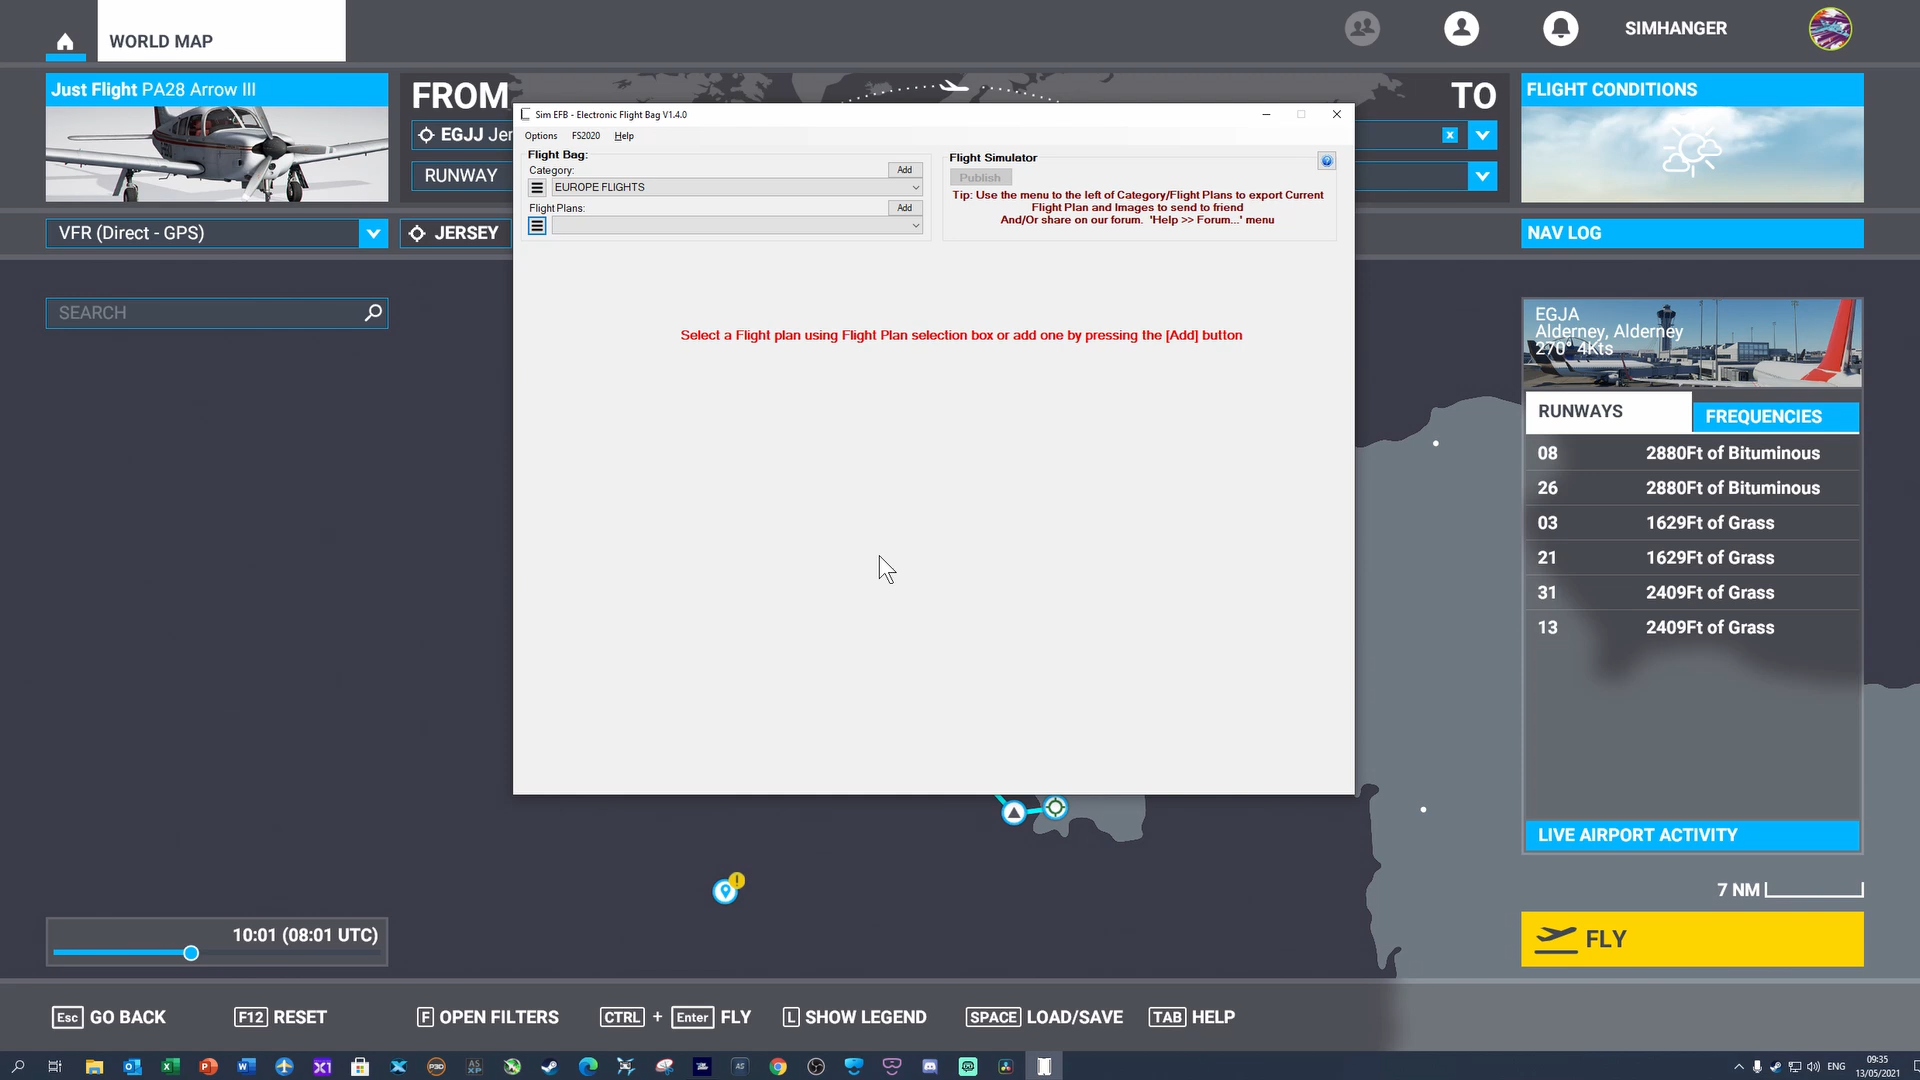 WORLD MAP
SIMHANGER
Just Flight PA28 Arrow III
FROM
TO
FLIGHT CONDITIONS
EGJJ Jer
RUNWAY
VFR (Direct - GPS)
JERSEY
NAV LOG
SEARCH
Sim EFB - Electronic Flight Bag V1.4.0
Options FS2020 Help
Flight Bag:
Category:
Add
EUROPE FLIGHTS
Flight Plans:
Add
Flight Simulator
Publish
Tip: Use the menu to the left of Category/Flight Plans to export Current
Flight Plan and Images to send to friend
And/Or share on our forum. 'Help >> Forum...' menu
Select a Flight plan using Flight Plan selection box or add one by pressing the [Add] button
EGJA
Alderney, Alderney
270° 4Kts
RUNWAYS
FREQUENCIES
08 2880Ft of Bituminous
26 2880Ft of Bituminous
03 1629Ft of Grass
21 1629Ft of Grass
31 2409Ft of Grass
13 2409Ft of Grass
LIVE AIRPORT ACTIVITY
7 NM
10:01 (08:01 UTC)
FLY
Esc GO BACK
F12 RESET
F OPEN FILTERS
CTRL + Enter FLY
L SHOW LEGEND
SPACE LOAD/SAVE
TAB HELP
P3D
AS XP
AS
ENG
09:35
13/05/2021